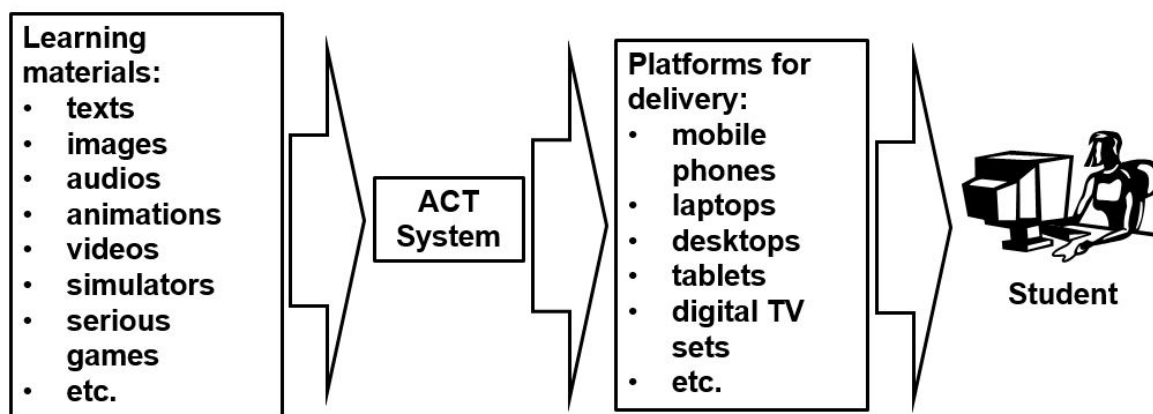 Learning
materials:
• texts
• images
• audios
• animations
• videos
• simulators
• serious
games
• etc.
ACT
System
Platforms for
delivery:
• mobile
phones
• laptops
• desktops
• tablets
• digital TV
sets
• etc.
Student